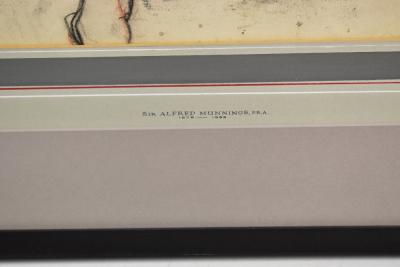 SIR ALFRED MUNNINGS, P.R.A.
1878 — 1959